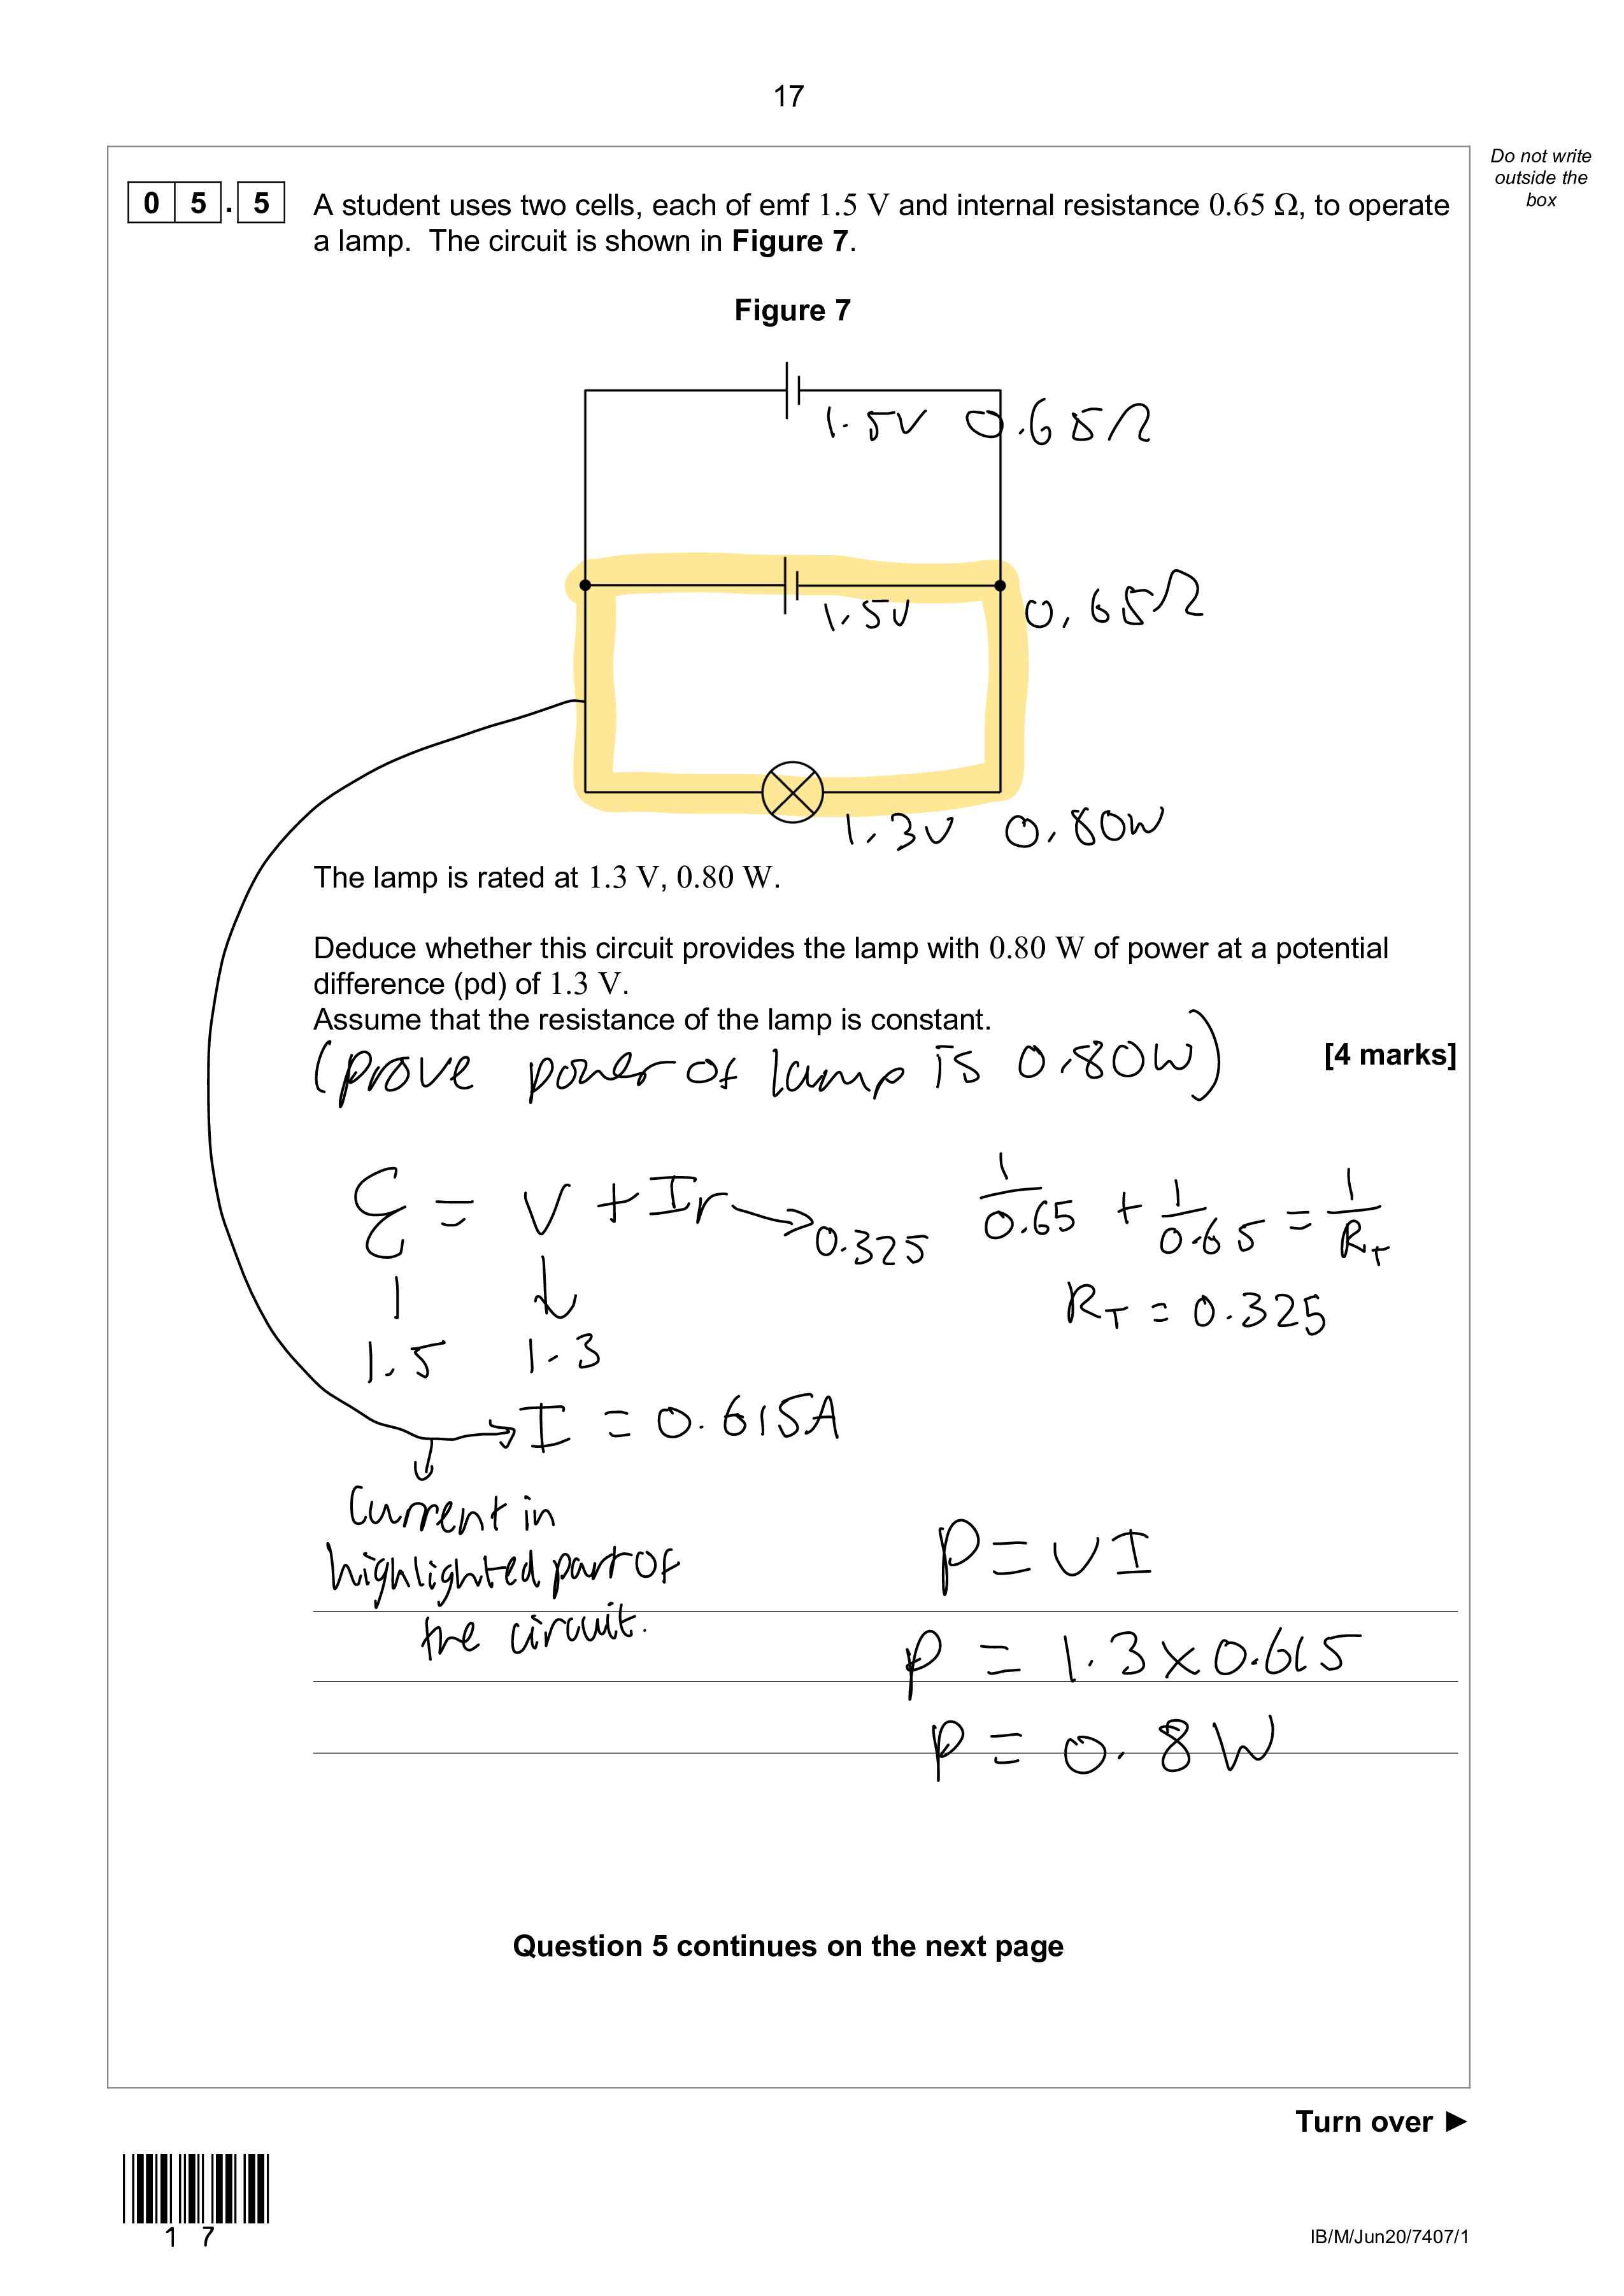 17
Do not write
outside the
box
0 5 . 5 A student uses two cells, each of emf 1.5 V and internal resistance 0.65 Ω, to operate
a lamp. The circuit is shown in Figure 7.
Figure 7
1.5V 0.65Ω
1.5V 0.65Ω
1.3V 0.80W
The lamp is rated at 1.3 V, 0.80 W.
Deduce whether this circuit provides the lamp with 0.80 W of power at a potential
difference (pd) of 1.3 V.
Assume that the resistance of the lamp is constant.
[4 marks]
(prove power of lamp is 0.80W)
ε = V + Ir → 0.325
1/0.65 + 1/0.65 = 1/R_T
R_T = 0.325
1.5 1.3
I = 0.615A
Current in
highlighted part of
the circuit.
P = VI
P = 1.3 × 0.615
P = 0.8W
Question 5 continues on the next page
Turn over ►
1 7
IB/M/Jun20/7407/1